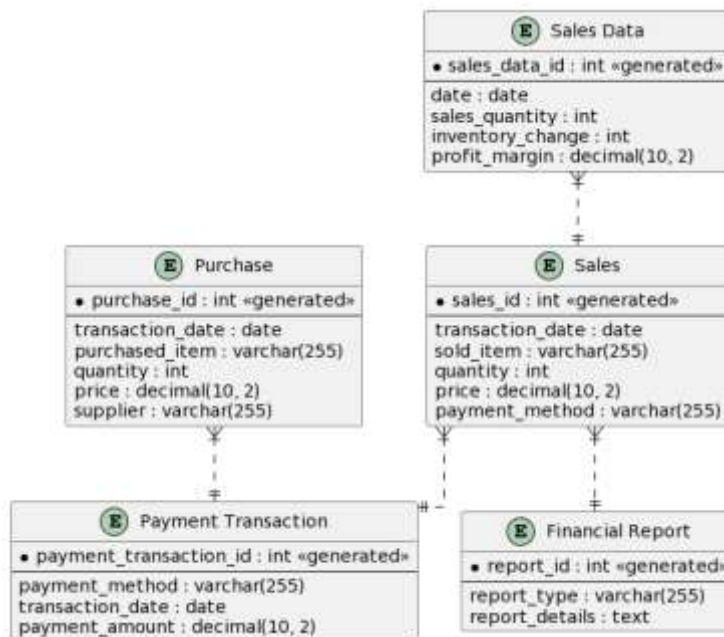 E Sales Data
• sales_data_id : int «generated»
date : date
sales_quantity : int
inventory_change : int
profit_margin : decimal(10, 2)
E Purchase
• purchase_id : int «generated»
transaction_date : date
purchased_item : varchar(255)
quantity : int
price : decimal(10, 2)
supplier : varchar(255)
E Sales
• sales_id : int «generated»
transaction_date : date
sold_item : varchar(255)
quantity : int
price : decimal(10, 2)
payment_method : varchar(255)
E Payment Transaction
• payment_transaction_id : int «generated»
payment_method : varchar(255)
transaction_date : date
payment_amount : decimal(10, 2)
E Financial Report
• report_id : int «generated»
report_type : varchar(255)
report_details : text